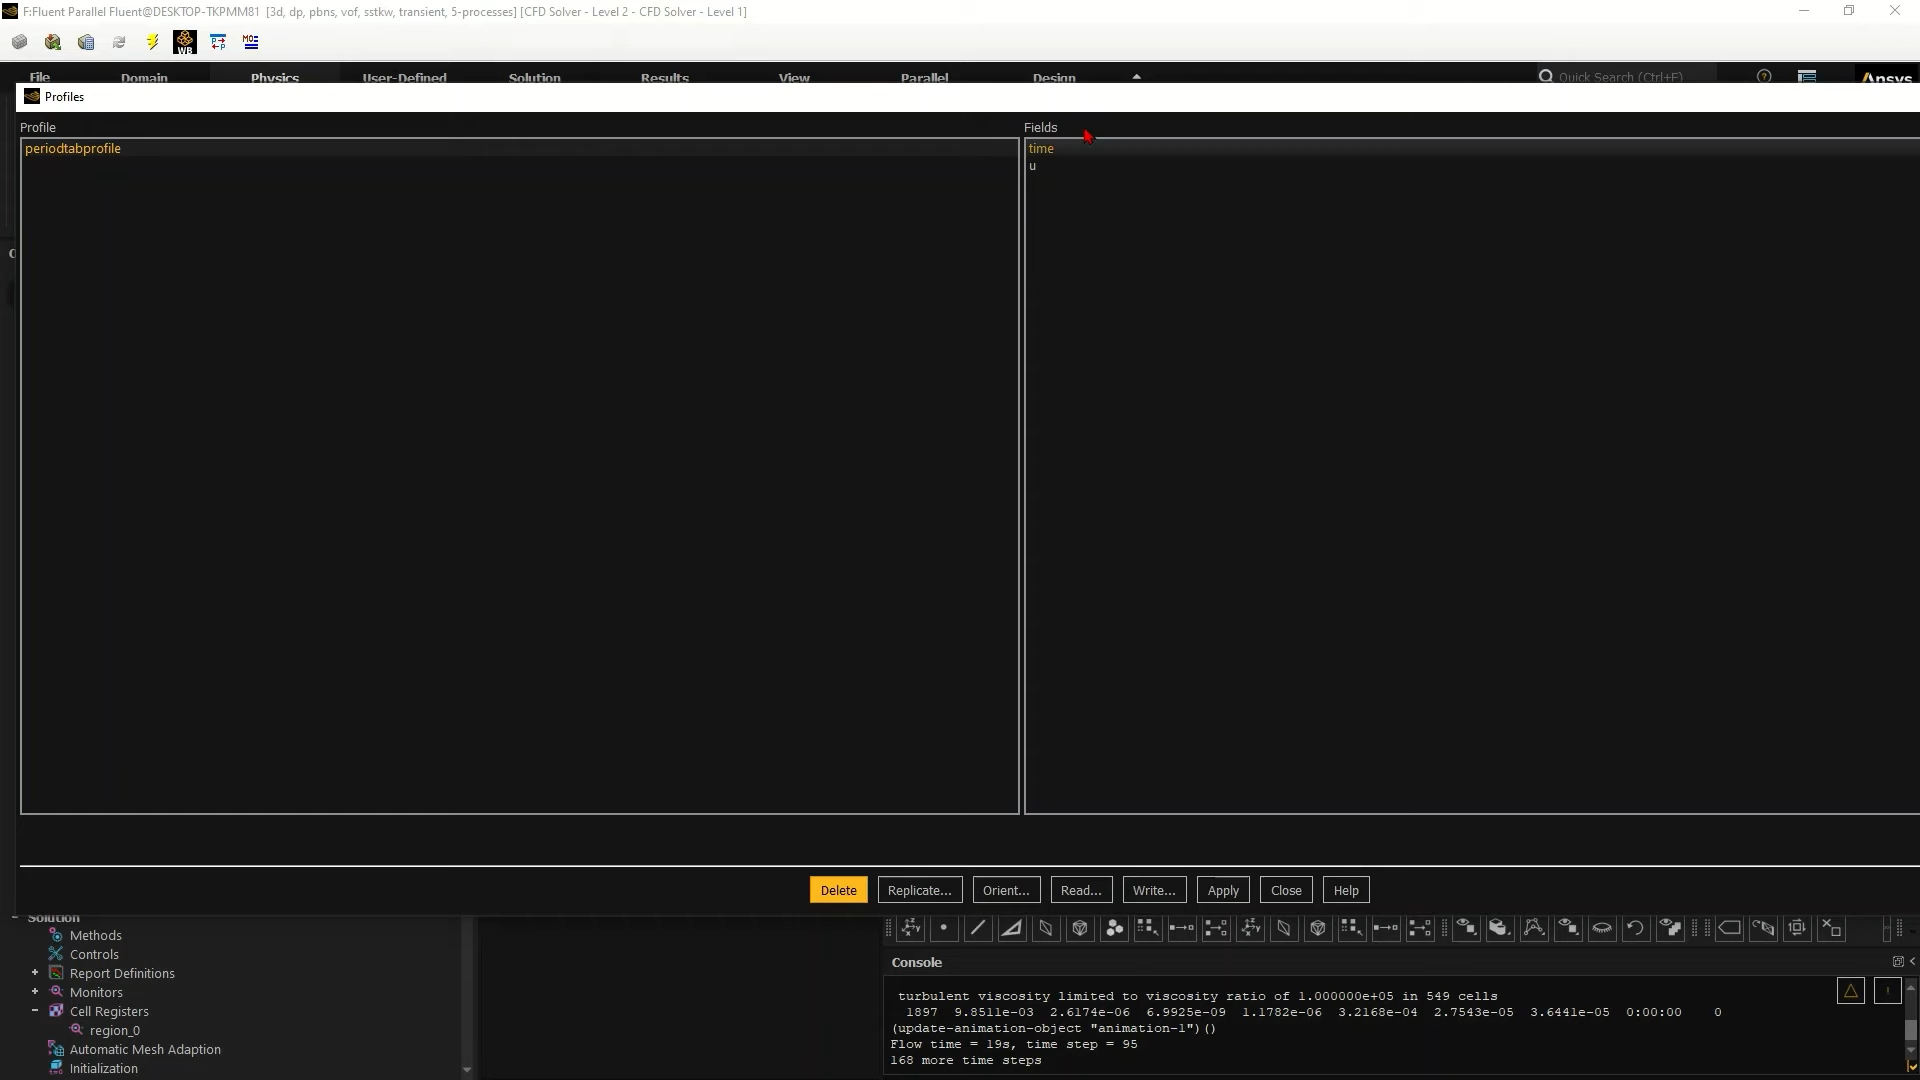 F:Fluent Parallel Fluent@DESKTOP-TKPMM81 [3d, dp, pbns, vof, sstkw, transient, 5-processes] [CFD Solver - Level 2 - CFD Solver - Level 1]
WB
File Domain Physics User-Defined Solution Results View Parallel Design Quick Search (Ctrl+F) Ansys
Profiles
Profile
Fields
periodtabprofile
time
u
Delete Replicate... Orient... Read... Write... Apply Close Help
Solution
Methods
Controls
Report Definitions
Monitors
Cell Registers
region_0
Automatic Mesh Adaption
Initialization
Console
turbulent viscosity limited to viscosity ratio of 1.000000e+05 in 549 cells
1897 9.8511e-03 2.6174e-06 6.9925e-09 1.1782e-06 3.2168e-04 2.7543e-05 3.6441e-05 0:00:00 0
(update-animation-object "animation-1")()
Flow time = 19s, time step = 95
168 more time steps